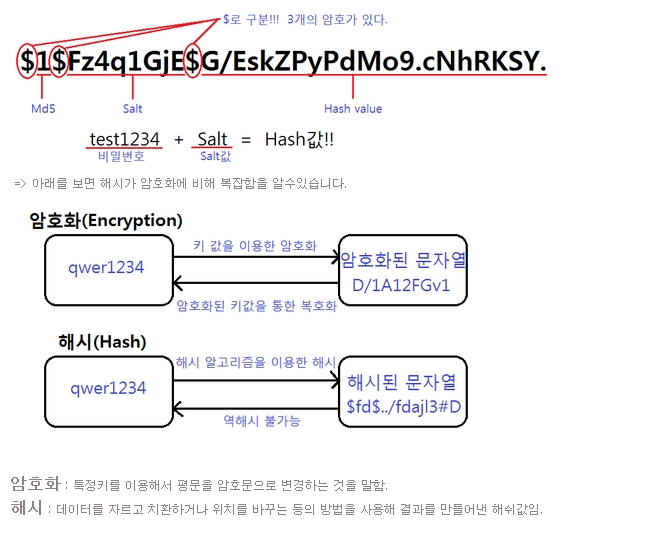 $로 구분!!! 3개의 암호가 있다.
$1$Fz4q1GjE$G/EskZPyPdMo9.cNhRKSY.
Md5 Salt Hash value
test1234 + Salt = Hash값!!
비밀번호 Salt값
=> 아래를 보면 해시가 암호화에 비해 복잡함을 알수있습니다.
암호화(Encryption)
qwer1234
키 값을 이용한 암호화
암호화된 문자열
D/1A12FGv1
암호화된 키값을 통한 복호화
해시(Hash)
qwer1234
해시 알고리즘을 이용한 해시
해시된 문자열
$fd$../fdajl3#D
역해시 불가능
암호화 : 특정키를 이용해서 평문을 암호문으로 변경하는 것을 말함.
해시 : 데이터를 자르고 치환하거나 위치를 바꾸는 등의 방법을 사용해 결과를 만들어낸 해쉬값임.